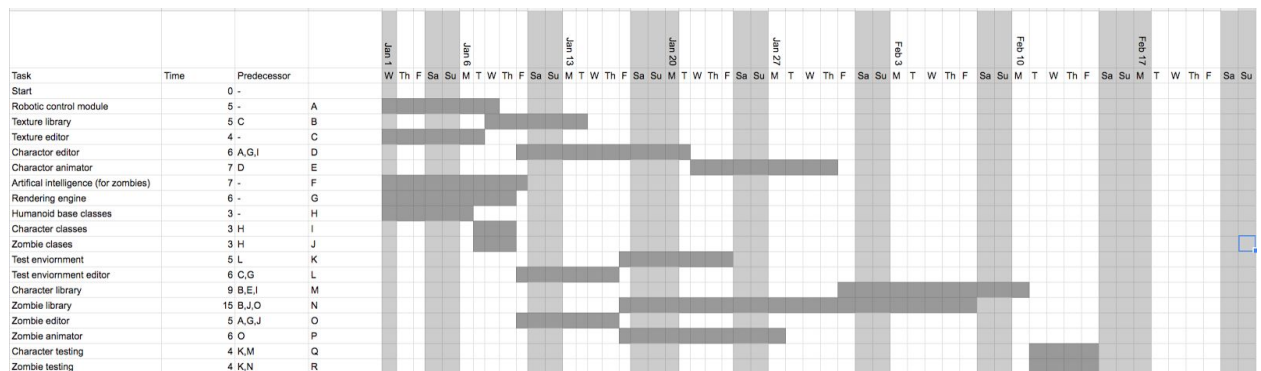 Jan 1 Jan 6 Jan 13 Jan 20 Jan 27 Feb 3 Feb 10 Feb 17
Task Time Predecessor W Th F Sa Su M T W Th F Sa Su M T W Th F Sa Su M T W Th F Sa Su M T W Th F Sa Su M T W Th F Sa Su M T W Th F Sa Su M T W Th F Sa Su
Start 0 -
Robotic control module 5 - A
Texture library 5 C B
Texture editor 4 - C
Charactor editor 6 A,G,I D
Charactor animator 7 D E
Artifical intelligence (for zombies) 7 - F
Rendering engine 6 - G
Humanoid base classes 3 - H
Character classes 3 H I
Zombie clases 3 H J
Test enviornment 5 L K
Test enviornment editor 6 C,G L
Character library 9 B,E,I M
Zombie library 15 B,J,O N
Zombie editor 5 A,G,J O
Zombie animator 6 O P
Character testing 4 K,M Q
Zombie testing 4 K,N R